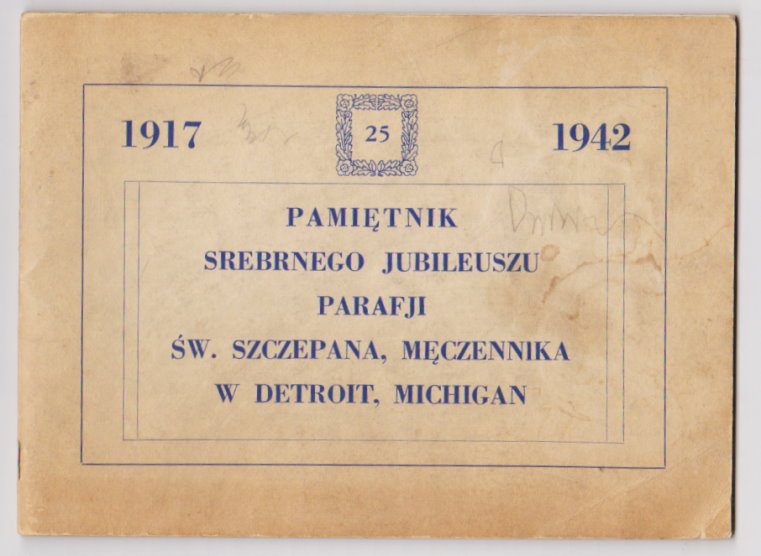 1917 25 1942
PAMIĘTNIK
SREBRNEGO JUBILEUSZU
PARAFJI
ŚW. SZCZEPANA, MĘCZENNIKA
W DETROIT, MICHIGAN